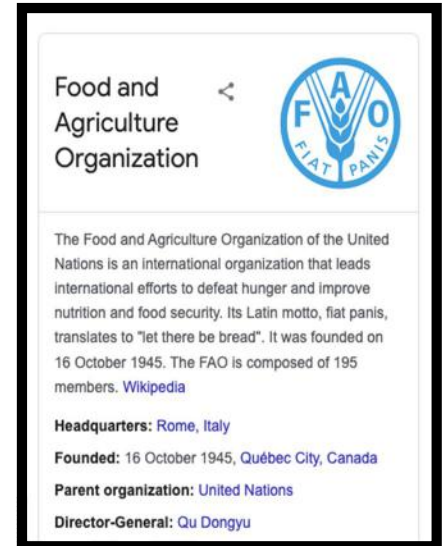 Food and
Agriculture
Organization
F A O
FIAT PANIS
The Food and Agriculture Organization of the United
Nations is an international organization that leads
international efforts to defeat hunger and improve
nutrition and food security. Its Latin motto, fiat panis,
translates to "let there be bread". It was founded on
16 October 1945. The FAO is composed of 195
members. Wikipedia
Headquarters: Rome, Italy
Founded: 16 October 1945, Québec City, Canada
Parent organization: United Nations
Director-General: Qu Dongyu